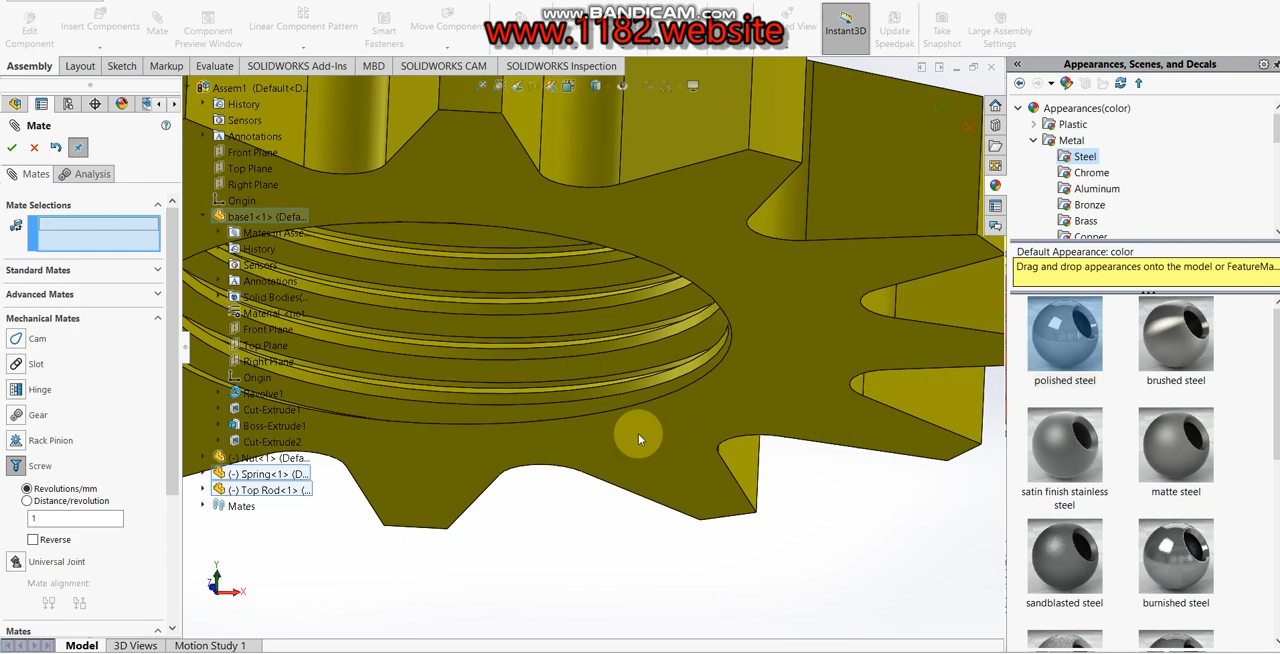 www.BANDICAM.com
www.1182.website
Edit Component
Insert Components
Mate
Component Preview Window
Linear Component Pattern
Smart Fasteners
Move Component
Instant3D
Update Speedpak
Take Snapshot
Large Assembly Settings
Assembly
Layout
Sketch
Markup
Evaluate
SOLIDWORKS Add-Ins
MBD
SOLIDWORKS CAM
SOLIDWORKS Inspection
Mate
Mates
Analysis
Mate Selections
Standard Mates
Advanced Mates
Mechanical Mates
Cam
Slot
Hinge
Gear
Rack Pinion
Screw
Revolutions/mm
Distance/revolution
1
Reverse
Universal Joint
Mate alignment:
Mates
Assem1 (Default<D...
History
Sensors
Annotations
Front Plane
Top Plane
Right Plane
Origin
base1<1> (Defa...
Mates in Asse...
History
Sensors
Annotations
Solid Bodies(...
Material <not...
Front Plane
Top Plane
Right Plane
Origin
Revolve1
Cut-Extrude1
Boss-Extrude1
Cut-Extrude2
(-) Nut<1> (Defa...
(-) Spring<1> (D...
(-) Top Rod<1> (...
Mates
Y
Z
X
Model
3D Views
Motion Study 1
Appearances, Scenes, and Decals
Appearances(color)
Plastic
Metal
Steel
Chrome
Aluminum
Bronze
Brass
Copper
Default Appearance: color
Drag and drop appearances onto the model or FeatureMa...
polished steel
brushed steel
satin finish stainless steel
matte steel
sandblasted steel
burnished steel